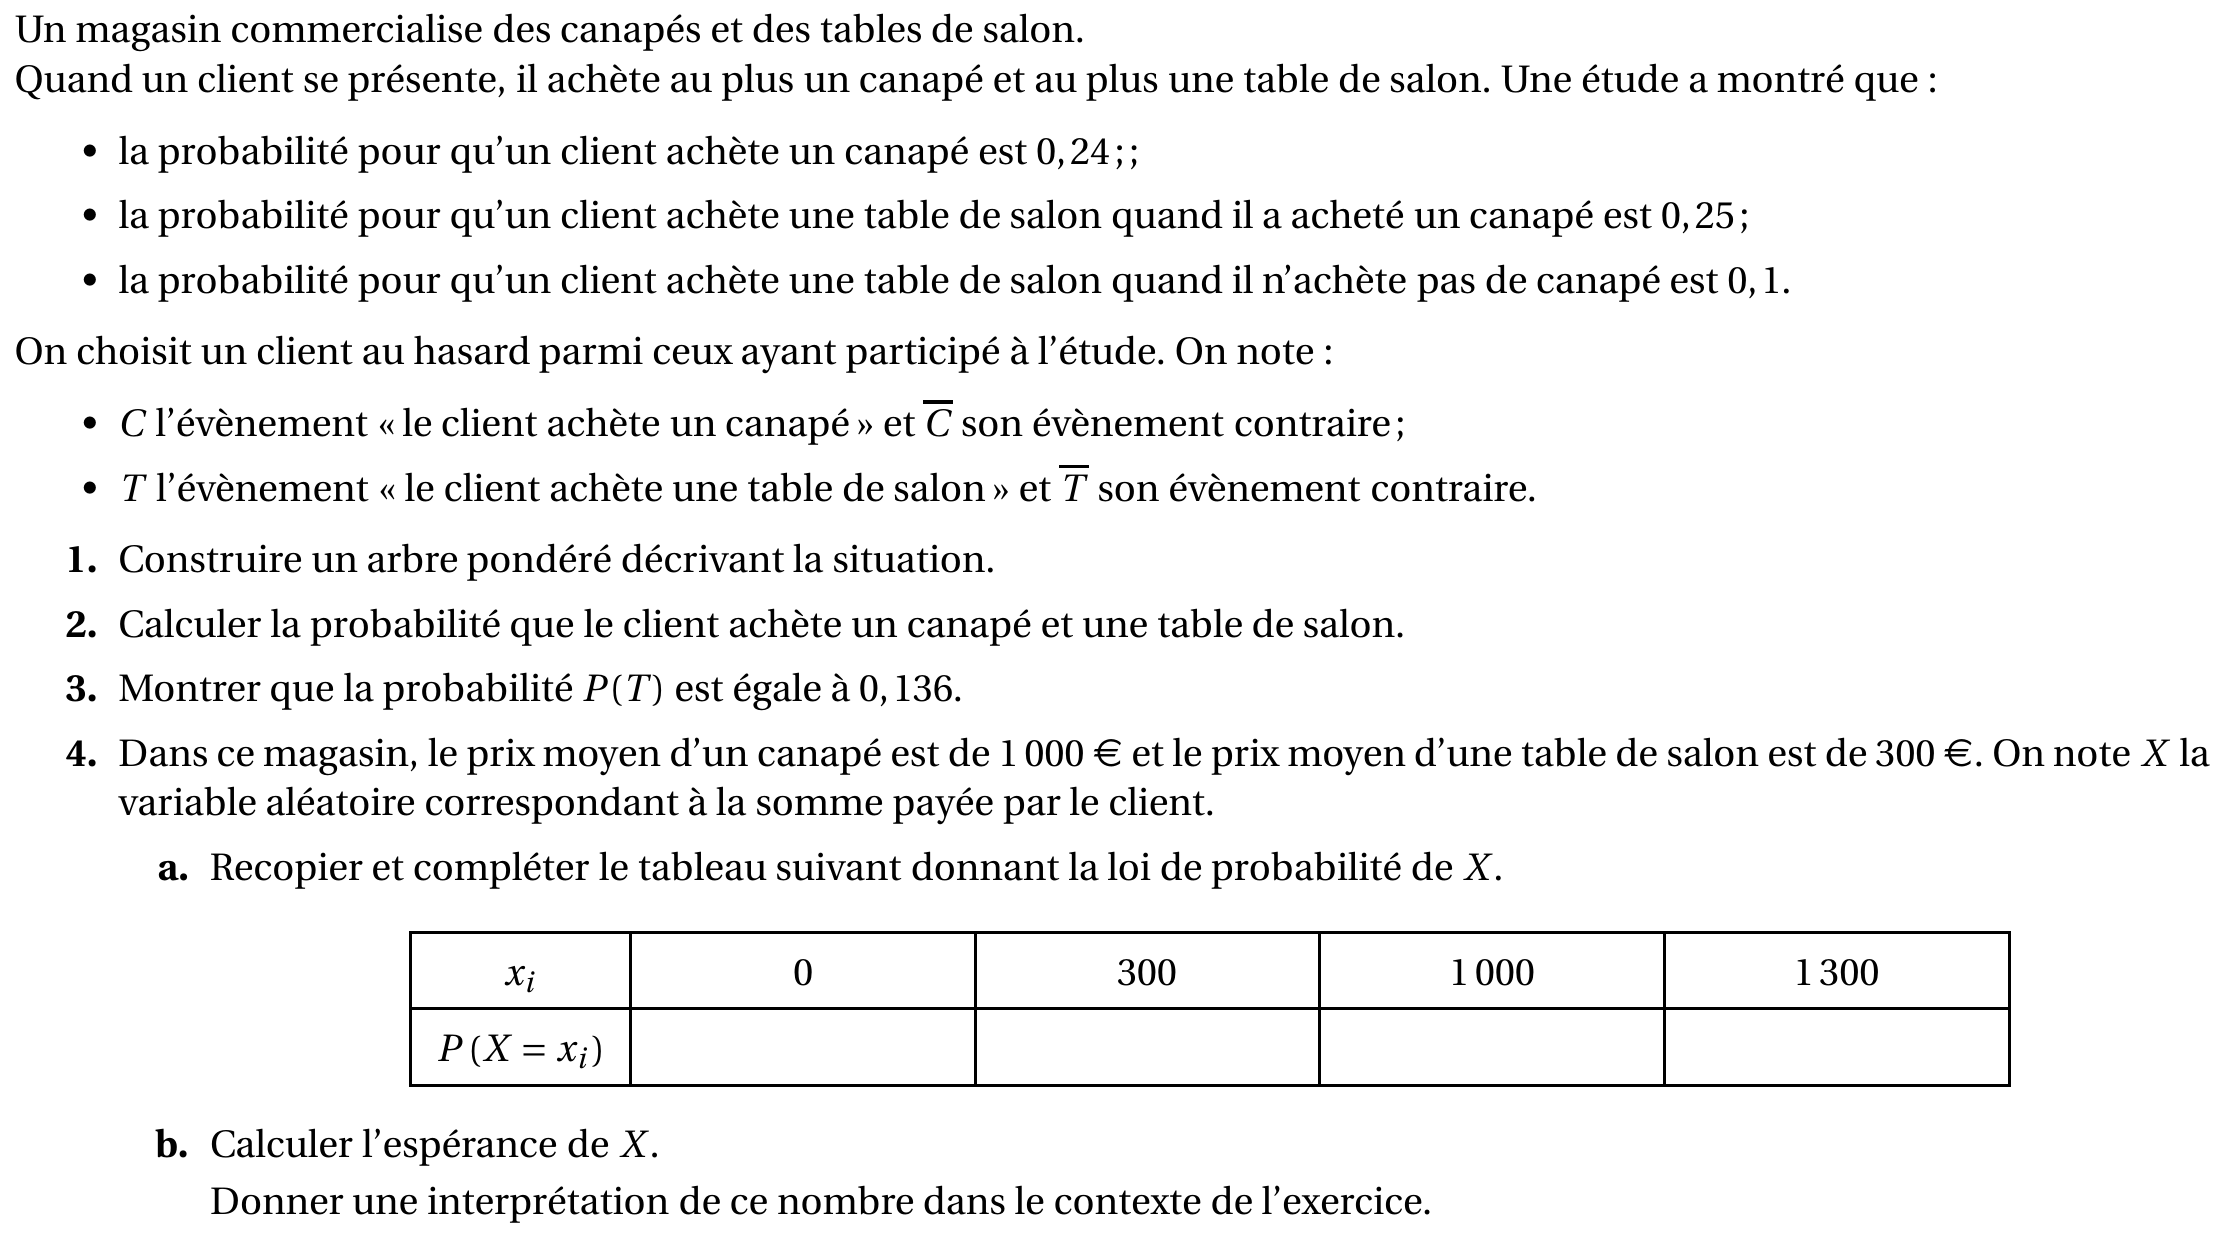 Un magasin commercialise des canapés et des tables de salon.
Quand un client se présente, il achète au plus un canapé et au plus une table de salon. Une étude a montré que :
• la probabilité pour qu'un client achète un canapé est 0,24 ; ;
• la probabilité pour qu'un client achète une table de salon quand il a acheté un canapé est 0,25 ;
• la probabilité pour qu'un client achète une table de salon quand il n'achète pas de canapé est 0,1.
On choisit un client au hasard parmi ceux ayant participé à l'étude. On note :
• C l'évènement « le client achète un canapé » et C̅ son évènement contraire ;
• T l'évènement « le client achète une table de salon » et T̅ son évènement contraire.
1. Construire un arbre pondéré décrivant la situation.
2. Calculer la probabilité que le client achète un canapé et une table de salon.
3. Montrer que la probabilité P(T) est égale à 0,136.
4. Dans ce magasin, le prix moyen d'un canapé est de 1 000 € et le prix moyen d'une table de salon est de 300 €. On note X la
variable aléatoire correspondant à la somme payée par le client.
a. Recopier et compléter le tableau suivant donnant la loi de probabilité de X.
xᵢ 0 300 1 000 1 300
P(X = xᵢ)
b. Calculer l'espérance de X.
Donner une interprétation de ce nombre dans le contexte de l'exercice.